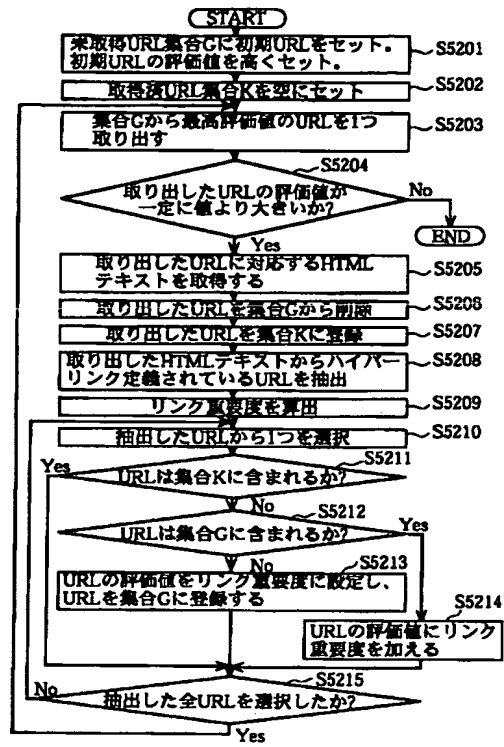 START
未取得URL集合Gに初期URLをセット。
初期URLの評価値を高くセット。
S5201
取得済URL集合Kを空にセット
S5202
集合Gから最高評価値のURLを1つ
取り出す
S5203
S5204
取り出したURLの評価値が
一定に値より大きいか?
No
END
Yes
取り出したURLに対応するHTML
テキストを取得する
S5205
取り出したURLを集合Gから削除
S5206
取り出したURLを集合Kに登録
S5207
取り出したHTMLテキストからハイパー
リンク定義されているURLを抽出
S5208
リンク重要度を算出
S5209
抽出したURLから1つを選択
S5210
S5211
Yes
URLは集合Kに含まれるか?
No
S5212
URLは集合Gに含まれるか?
Yes
No
S5213
URLの評価値をリンク重要度に設定し、
URLを集合Gに登録する
S5214
URLの評価値にリンク
重要度を加える
S5215
No
抽出した全URLを選択したか?
Yes